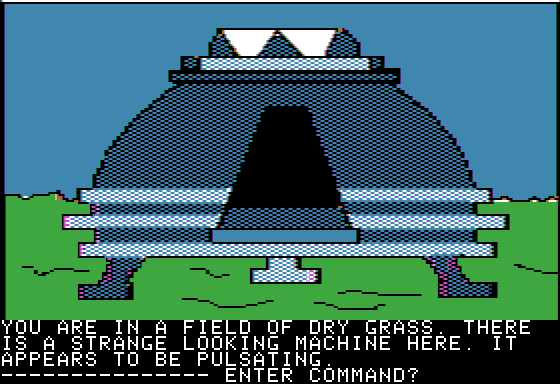 YOU ARE IN A FIELD OF DRY GRASS. THERE
IS A STRANGE LOOKING MACHINE HERE. IT
APPEARS TO BE PULSATING.
--------------- ENTER COMMAND?